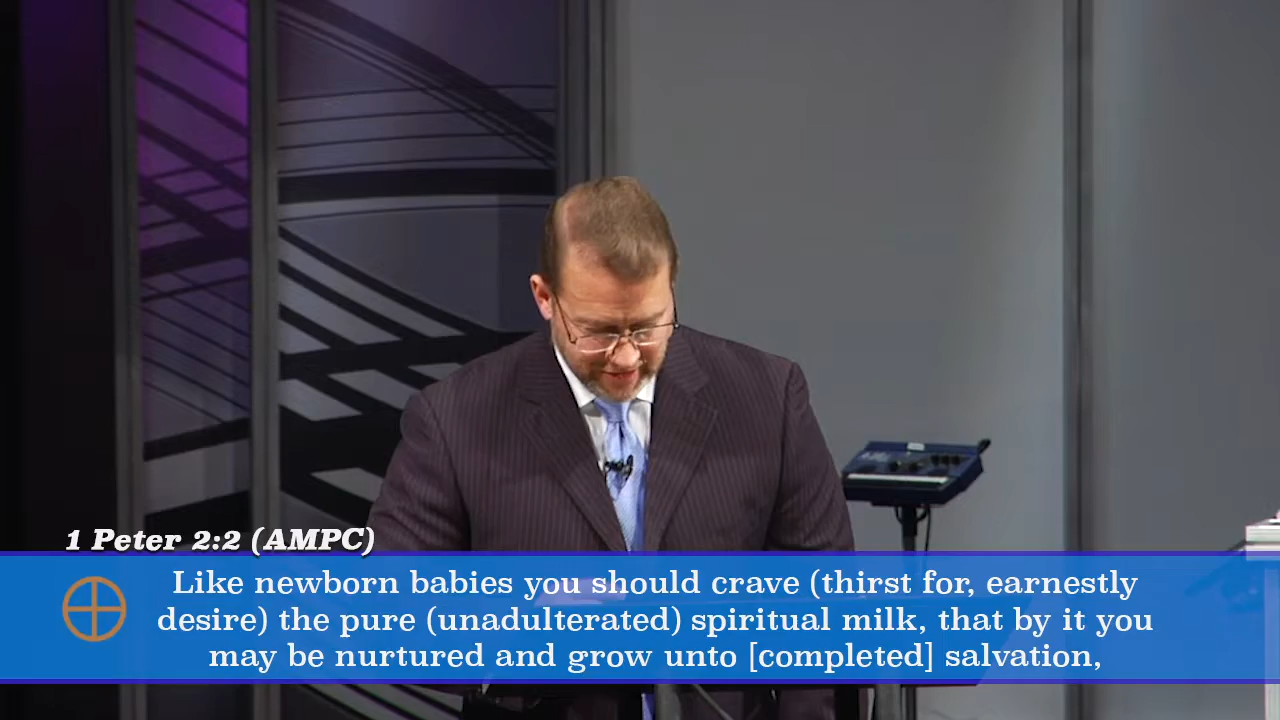 1 Peter 2:2 (AMPC)
Like newborn babies you should crave (thirst for, earnestly
desire) the pure (unadulterated) spiritual milk, that by it you
may be nurtured and grow unto [completed] salvation,